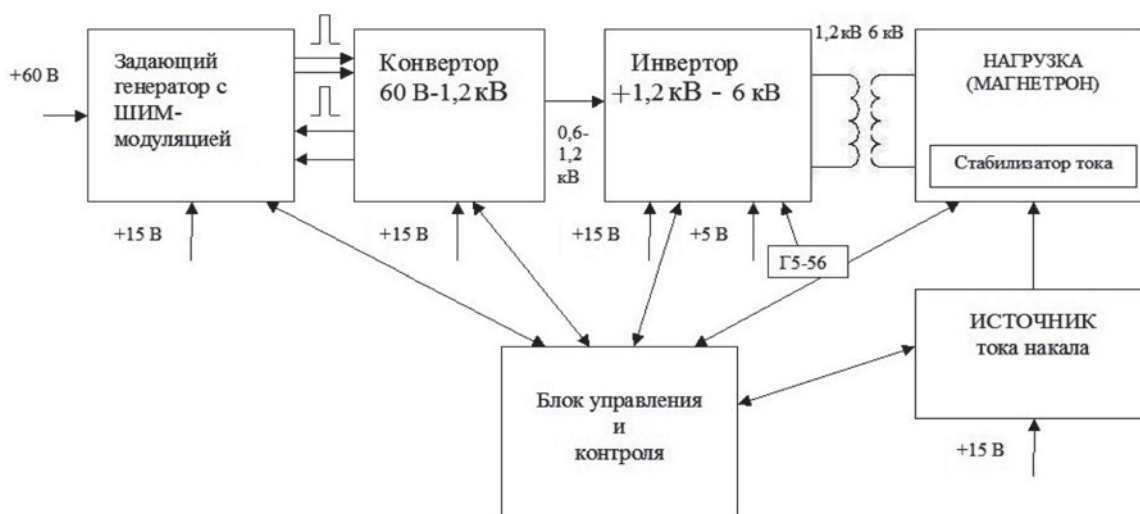 +60 В
Задающий
генератор с
ШИМ-
модуляцией
+15 В
Конвертор
60 В-1,2 кВ
+15 В
0,6-
1,2
кВ
Инвертор
+1,2 кВ - 6 кВ
+15 В
+5 В
Г5-56
1,2 кВ 6 кВ
НАГРУЗКА
(МАГНЕТРОН)
Стабилизатор тока
ИСТОЧНИК
тока накала
+15 В
Блок управления
и
контроля